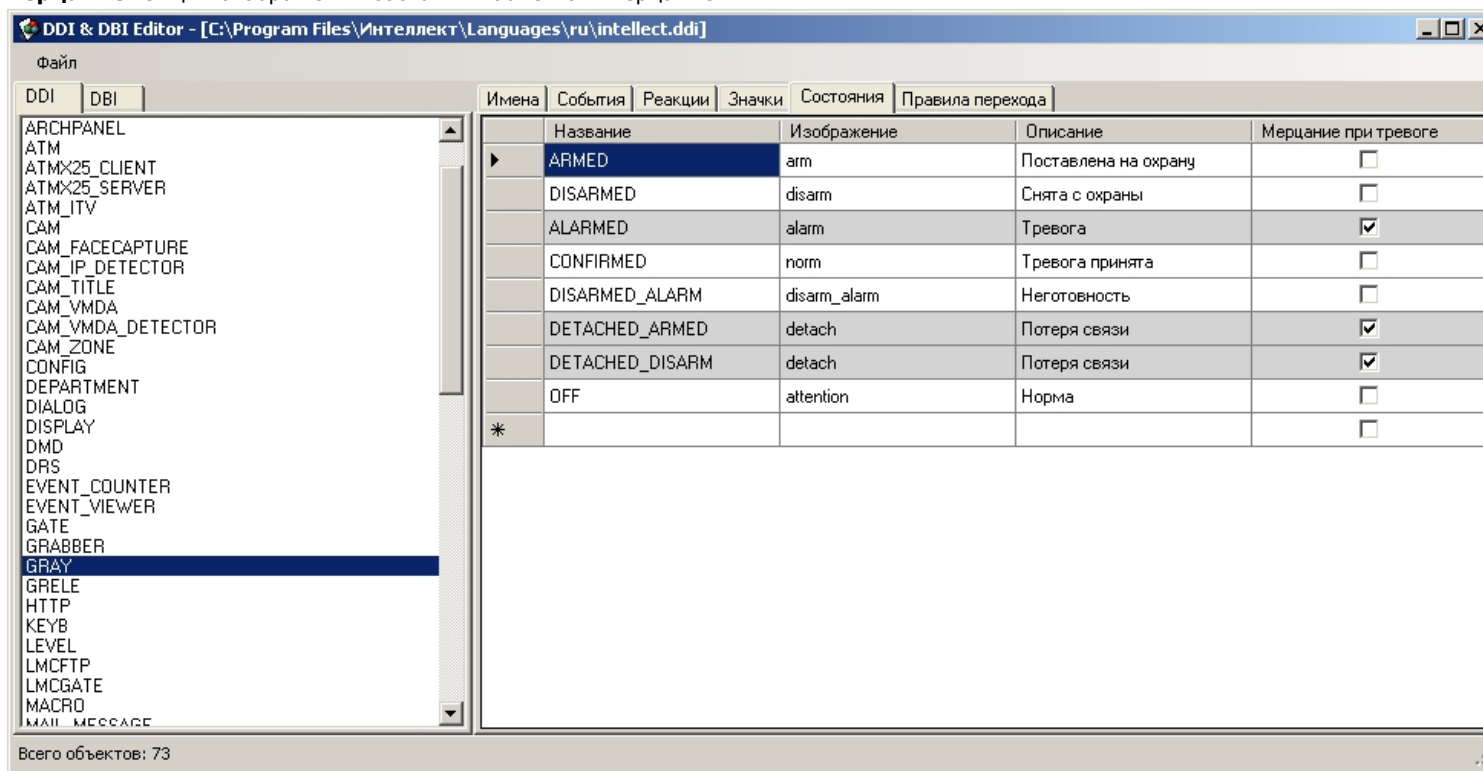 DDI & DBI Editor - [C:\Program Files\Интеллект\Languages\ru\intellect.ddi]
Файл
DDI DBI
Имена События Реакции Значки Состояния Правила перехода
ARCHPANEL
ATM
ATMX25_CLIENT
ATMX25_SERVER
ATM_ITV
CAM
CAM_FACECAPTURE
CAM_IP_DETECTOR
CAM_TITLE
CAM_VMDA
CAM_VMDA_DETECTOR
CAM_ZONE
CONFIG
DEPARTMENT
DIALOG
DISPLAY
DMD
DRS
EVENT_COUNTER
EVENT_VIEWER
GATE
GRABBER
GRAY
GRELE
HTTP
KEYB
LEVEL
LMCFTP
LMCGATE
MACRO
MAIL_MESSAGE
Название Изображение Описание Мерцание при тревоге
ARMED arm Поставлена на охрану
DISARMED disarm Снята с охраны
ALARMED alarm Тревога
CONFIRMED norm Тревога принята
DISARMED_ALARM disarm_alarm Неготовность
DETACHED_ARMED detach Потеря связи
DETACHED_DISARM detach Потеря связи
OFF attention Норма
Всего объектов: 73